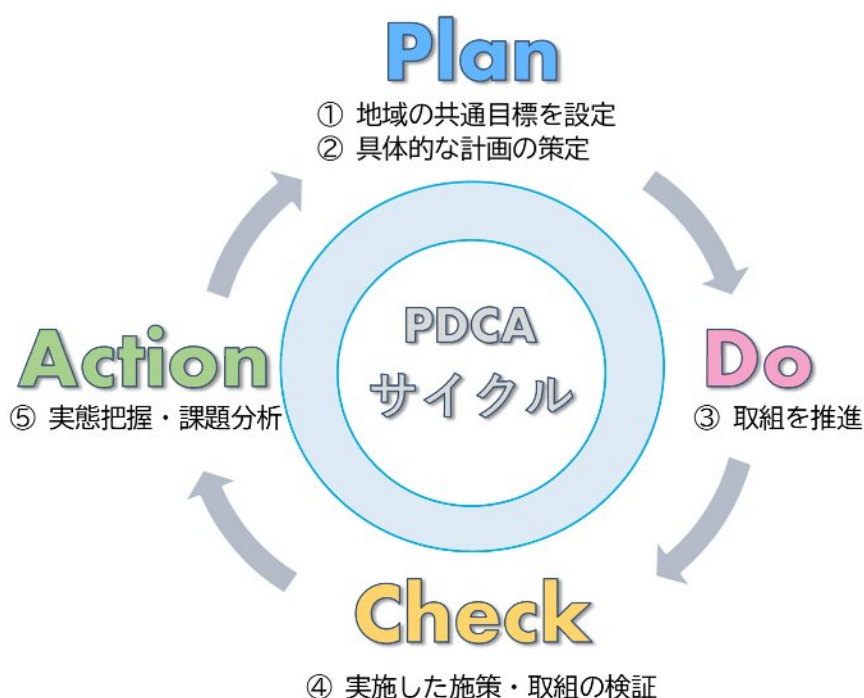 Plan
① 地域の共通目標を設定
② 具体的な計画の策定
PDCA
サイクル
Action
⑤ 実態把握・課題分析
Do
③ 取組を推進
Check
④ 実施した施策・取組の検証